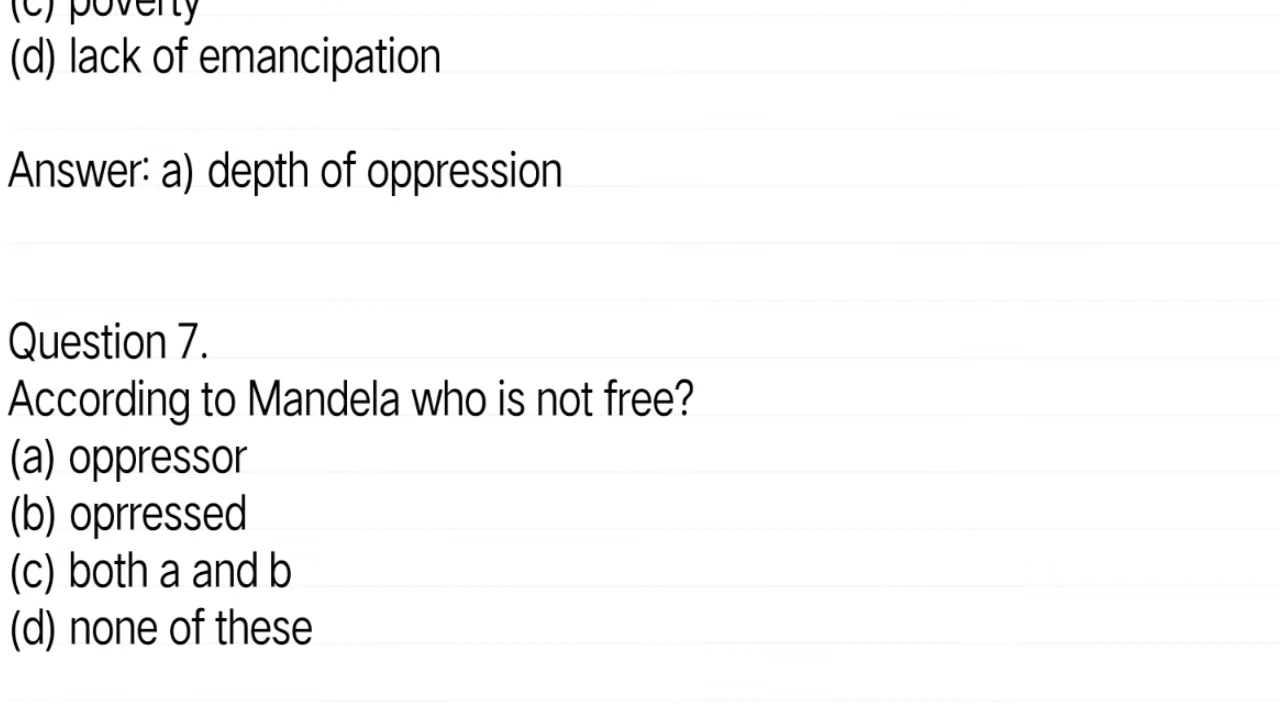 (c) poverty
(d) lack of emancipation
Answer: a) depth of oppression
Question 7.
According to Mandela who is not free?
(a) oppressor
(b) oprressed
(c) both a and b
(d) none of these